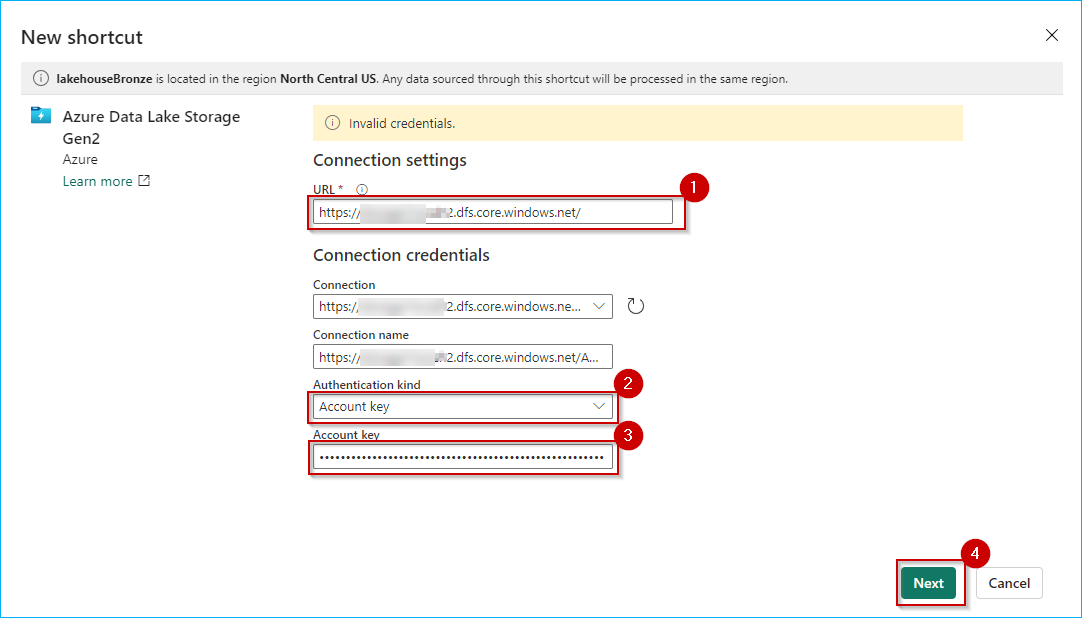 New shortcut
lakehouseBronze is located in the region North Central US. Any data sourced through this shortcut will be processed in the same region.
Azure Data Lake Storage
Gen2
Azure
Learn more
Invalid credentials.
Connection settings
URL *
1
https:// 2.dfs.core.windows.net/
Connection credentials
Connection
https:// 2.dfs.core.windows.ne...
Connection name
https:// 2.dfs.core.windows.net/A...
Authentication kind
2
Account key
Account key
3
4
Next
Cancel